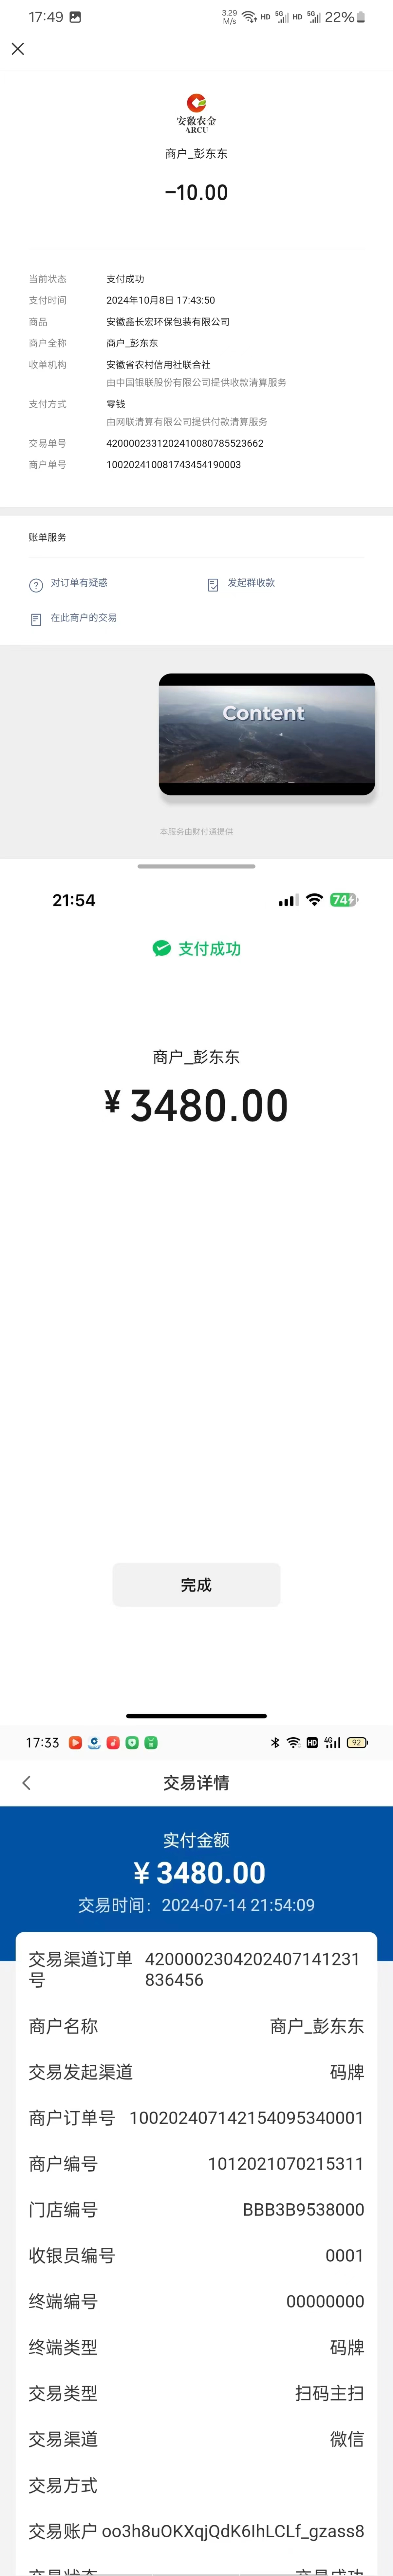 17:49
3.29
M/s
HD
5G
HD
5G
22%
安徽农金
ARCU
商户_彭东东
-10.00
当前状态 支付成功
支付时间 2024年10月8日 17:43:50
商品 安徽鑫长宏环保包装有限公司
商户全称 商户_彭东东
收单机构 安徽省农村信用社联合社
由中国银联股份有限公司提供收款清算服务
支付方式 零钱
由网联清算有限公司提供付款清算服务
交易单号 4200002331202410080785523662
商户单号 100202410081743454190003
账单服务
对订单有疑惑 发起群收款
在此商户的交易
Content
本服务由财付通提供
21:54
74
支付成功
商户_彭东东
¥3480.00
完成
17:33
HD
4G
92
交易详情
实付金额
¥3480.00
交易时间：2024-07-14 21:54:09
交易渠道订单 4200002304202407141231
号 836456
商户名称 商户_彭东东
交易发起渠道 码牌
商户订单号 100202407142154095340001
商户编号 1012021070215311
门店编号 BBB3B9538000
收银员编号 0001
终端编号 00000000
终端类型 码牌
交易类型 扫码主扫
交易渠道 微信
交易方式
交易账户 oo3h8uOKXqjQdK6IhLCLf_gzass8
交易状态 交易成功